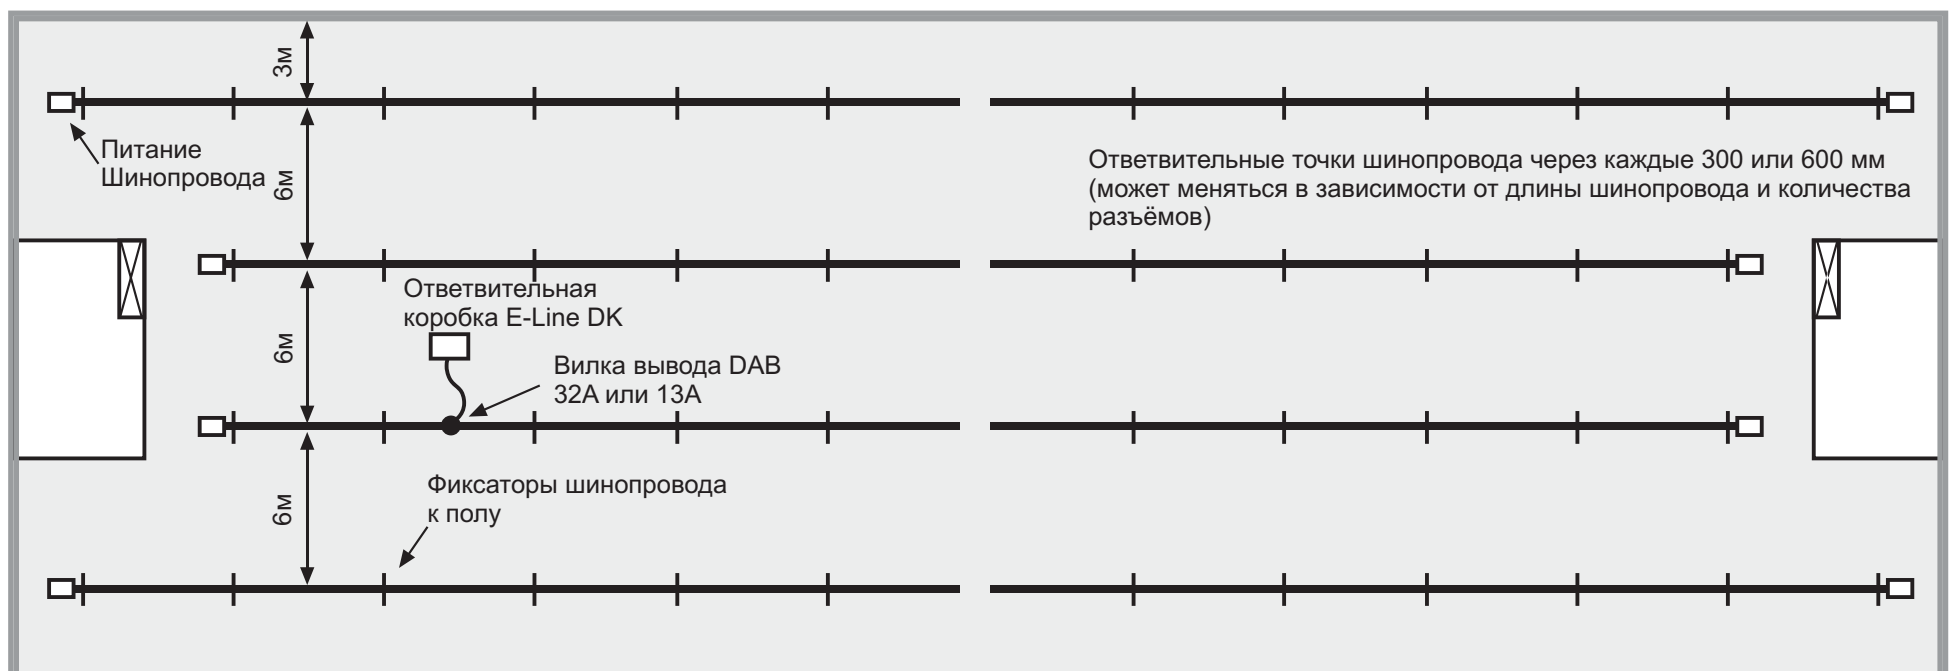 3м
Питание
Шинопровода
6м
Ответвительные точки шинопровода через каждые 300 или 600 мм
(может меняться в зависимости от длины шинопровода и количества
разъёмов)
Ответвительная
коробка E-Line DK
6м
Вилка вывода DAB
32А или 13А
Фиксаторы шинопровода
к полу
6м